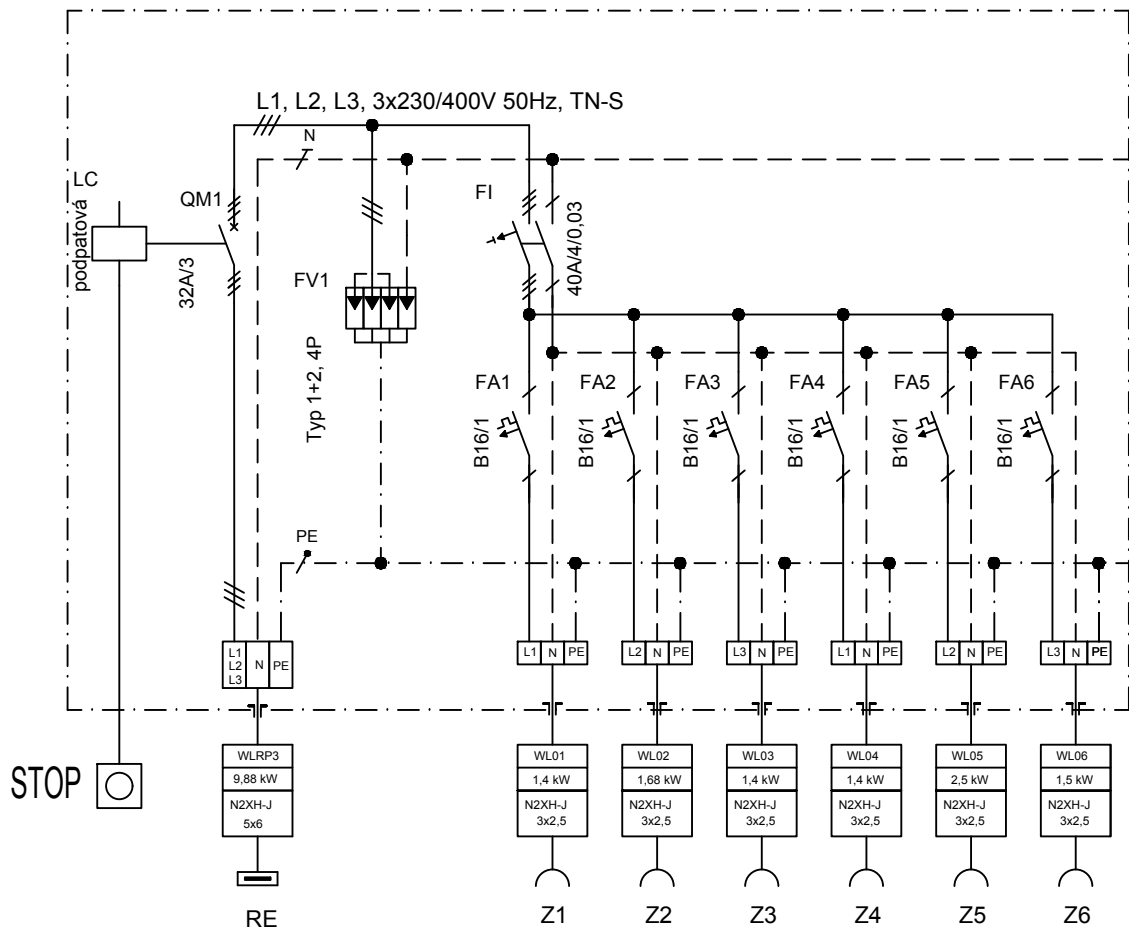 L1, L2, L3, 3x230/400V 50Hz, TN-S
N
LC
podpatová
QM1
32A/3
FV1
Typ 1+2, 4P
FI
40A/4/0,03
FA1
B16/1
FA2
B16/1
FA3
B16/1
FA4
B16/1
FA5
B16/1
FA6
B16/1
PE
L1
L2
L3
N
PE
L1 N PE
L2 N PE
L3 N PE
L1 N PE
L2 N PE
L3 N PE
STOP
WLRP3
9,88 kW
N2XH-J
5x6
RE
WL01
1,4 kW
N2XH-J
3x2,5
Z1
WL02
1,68 kW
N2XH-J
3x2,5
Z2
WL03
1,4 kW
N2XH-J
3x2,5
Z3
WL04
1,4 kW
N2XH-J
3x2,5
Z4
WL05
2,5 kW
N2XH-J
3x2,5
Z5
WL06
1,5 kW
N2XH-J
3x2,5
Z6